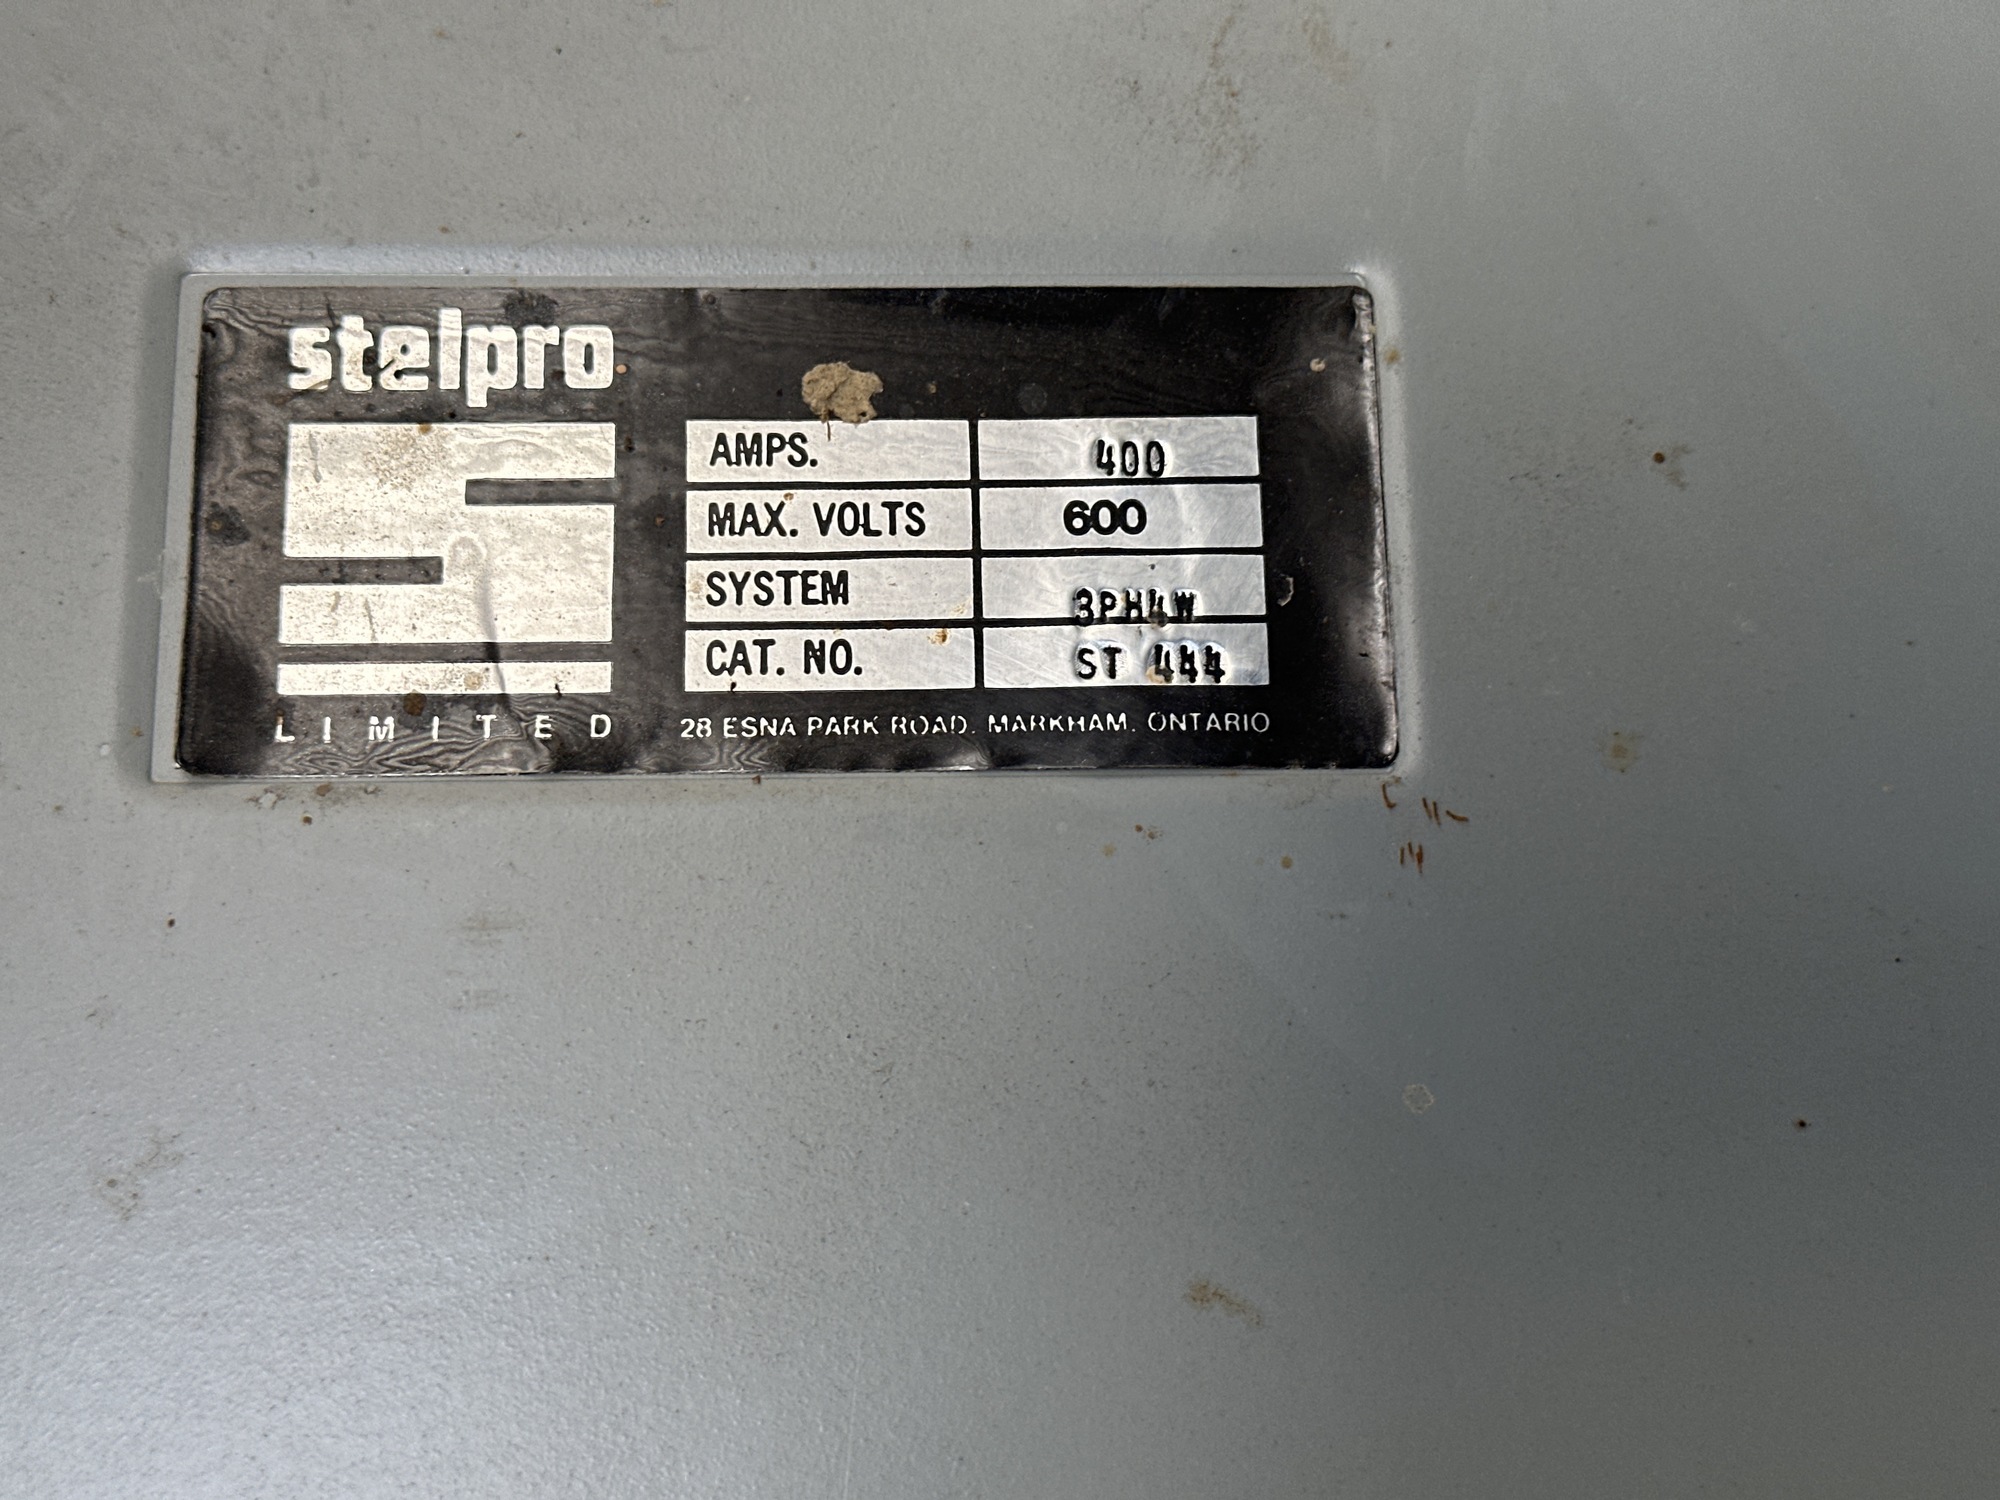 stelpro
LIMITED
AMPS. 400
MAX. VOLTS 600
SYSTEM 3PH4W
CAT. NO. ST 444
28 ESNA PARK ROAD. MARKHAM. ONTARIO